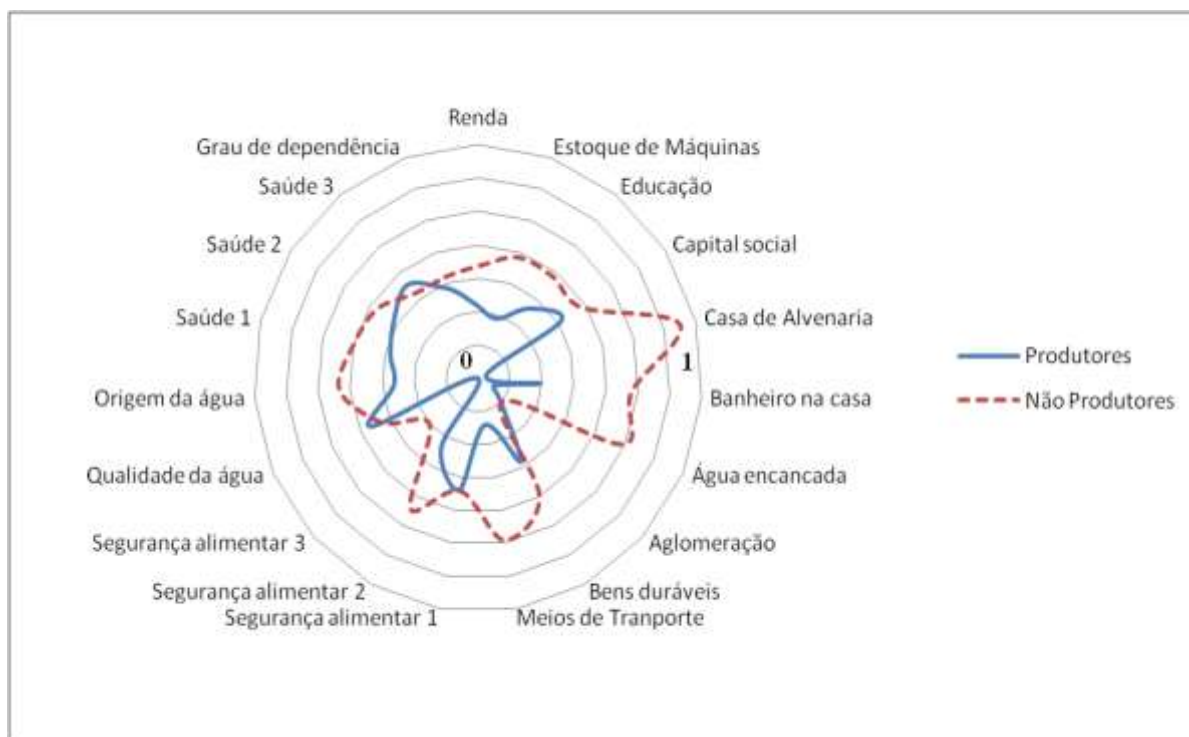 Renda
Grau de dependência
Estoque de Máquinas
Saúde 3
Educação
Saúde 2
Capital social
Saúde 1
Casa de Alvenaria
0
1
Produtores
Origem da água
Banheiro na casa
Não Produtores
Qualidade da água
Água encancada
Segurança alimentar 3
Aglomeração
Segurança alimentar 2
Bens duráveis
Segurança alimentar 1
Meios de Tranporte